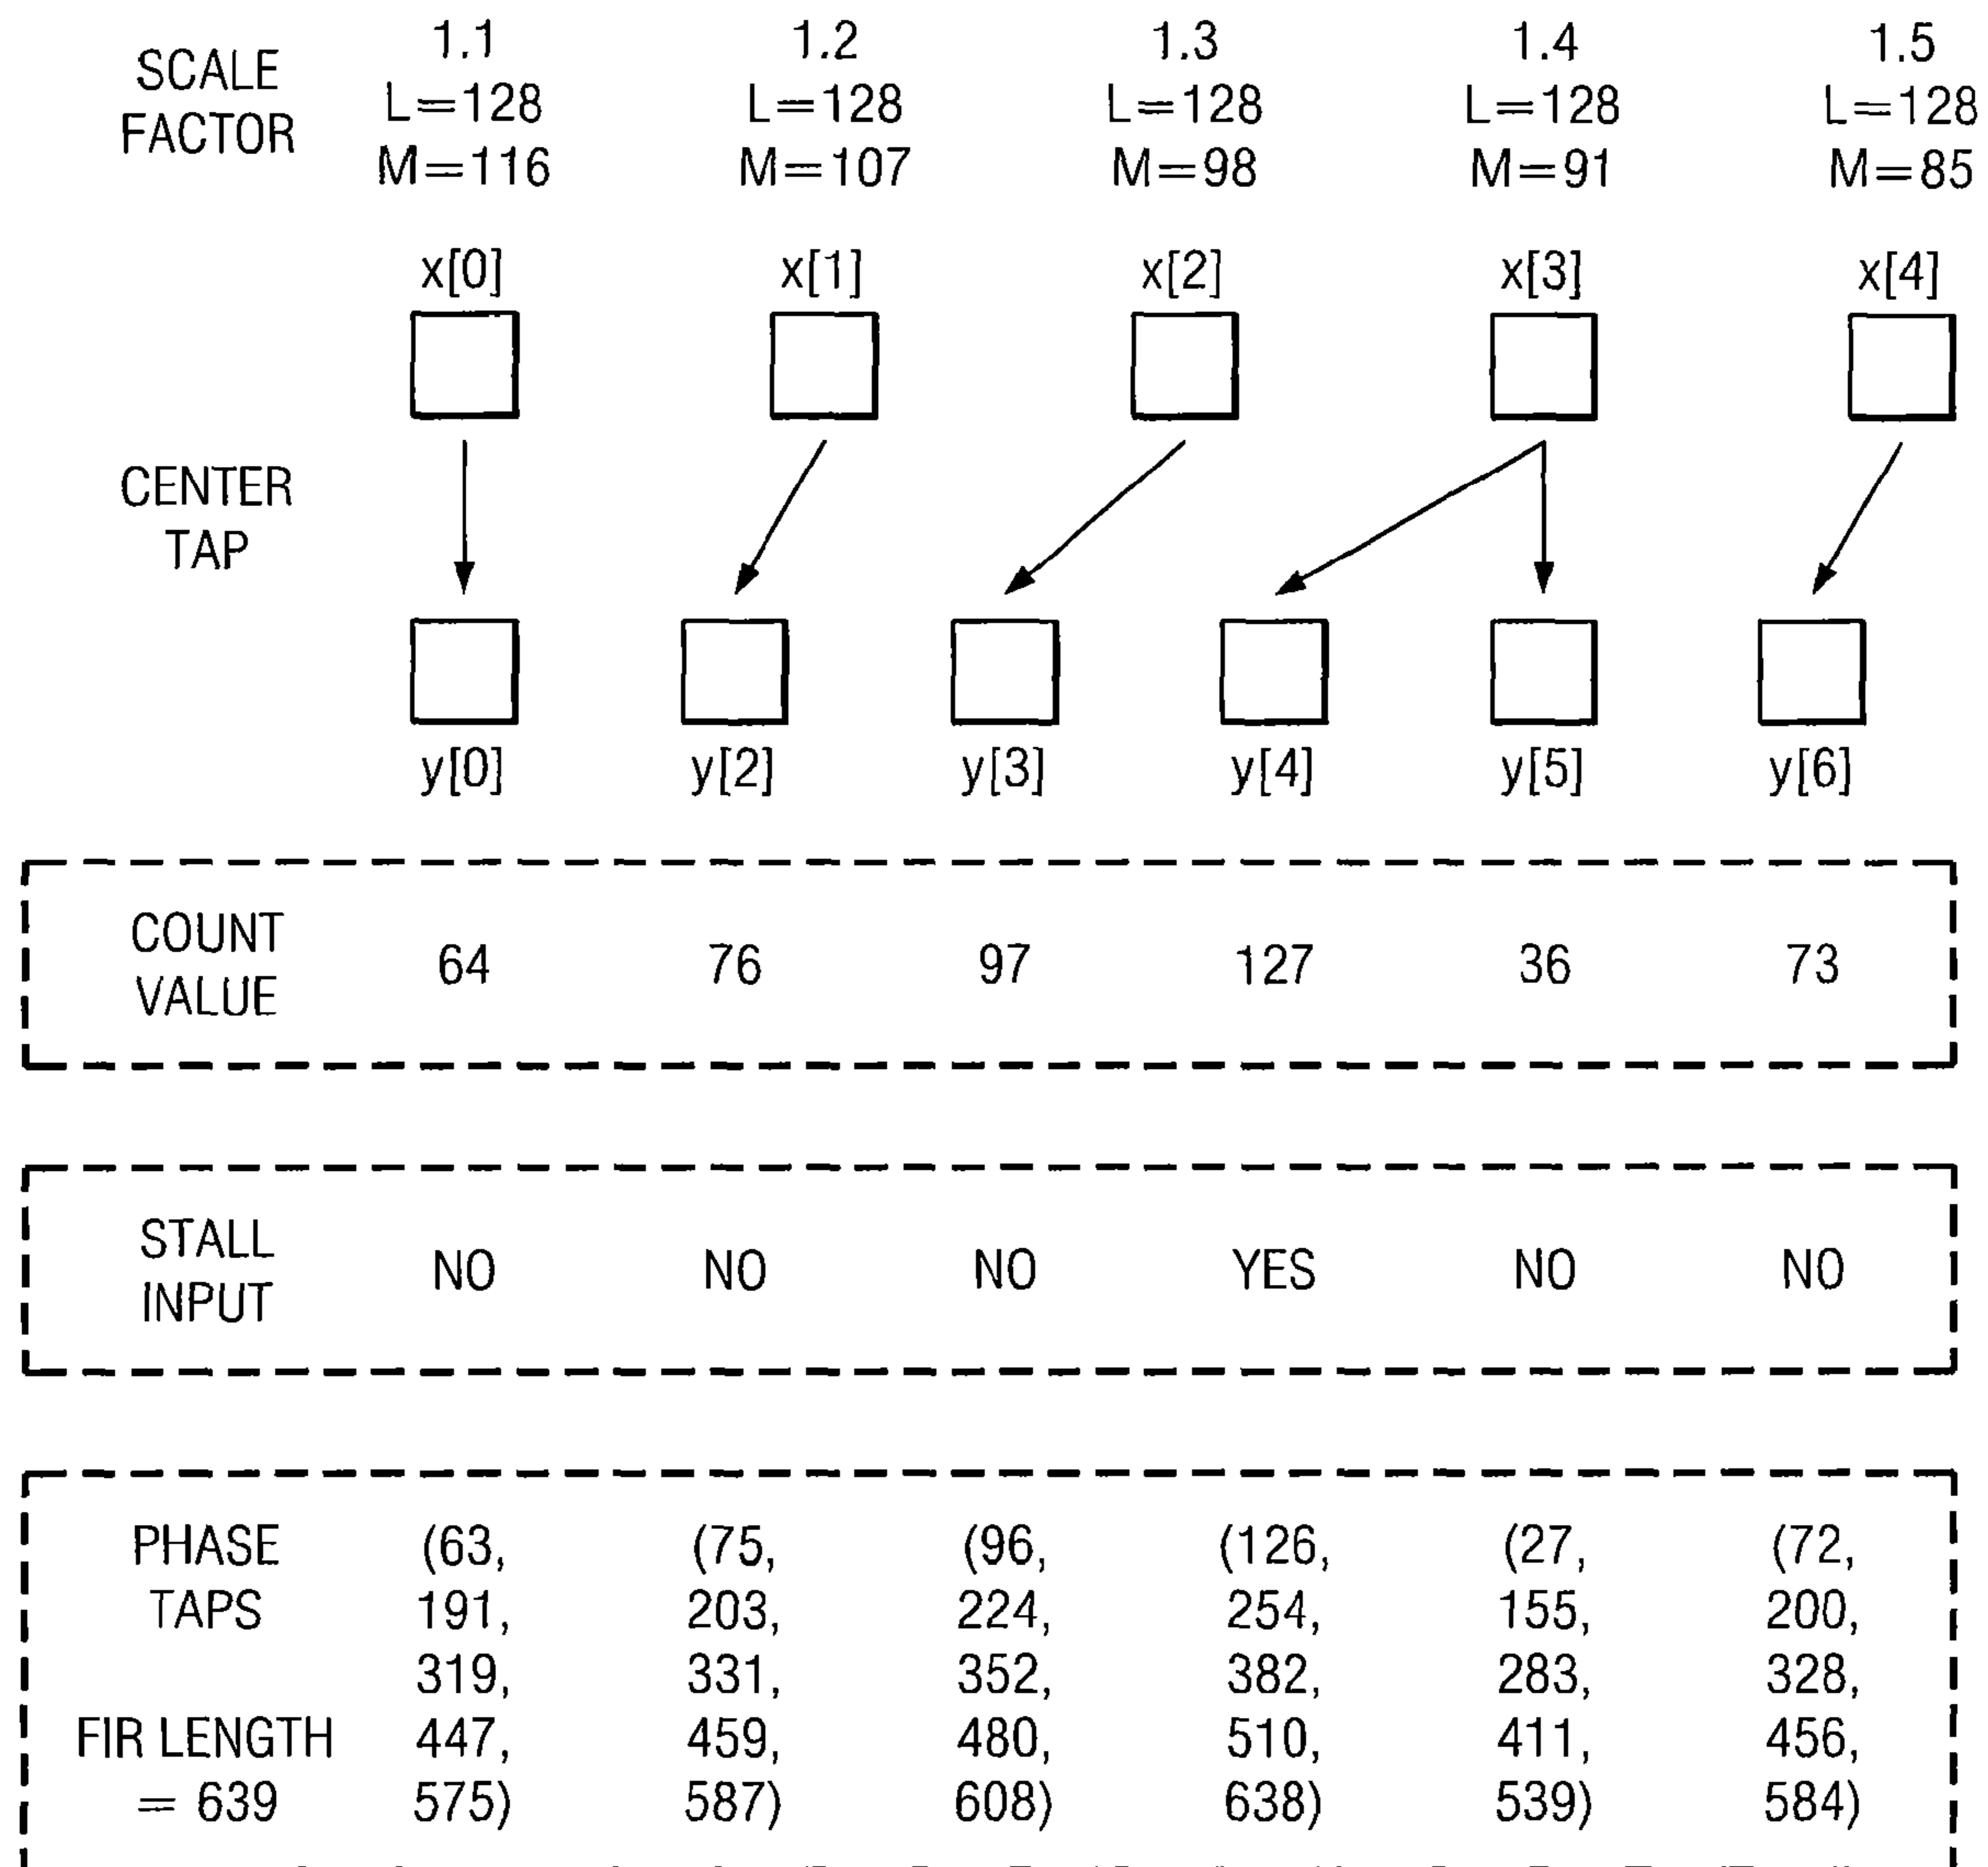 SCALE FACTOR
1.1 1.2 1.3 1.4 1.5
L=128 L=128 L=128 L=128 L=128
M=116 M=107 M=98 M=91 M=85
x[0] x[1] x[2] x[3] x[4]
CENTER
TAP
y[0] y[2] y[3] y[4] y[5] y[6]
COUNT
VALUE
64 76 97 127 36 73
STALL
INPUT
NO NO NO YES NO NO
PHASE (63, (75, (96, (126, (27, (72,
TAPS 191, 203, 224, 254, 155, 200,
319, 331, 352, 382, 283, 328,
FIR LENGTH 447, 459, 480, 510, 411, 456,
= 639 575) 587) 608) 638) 539) 584)